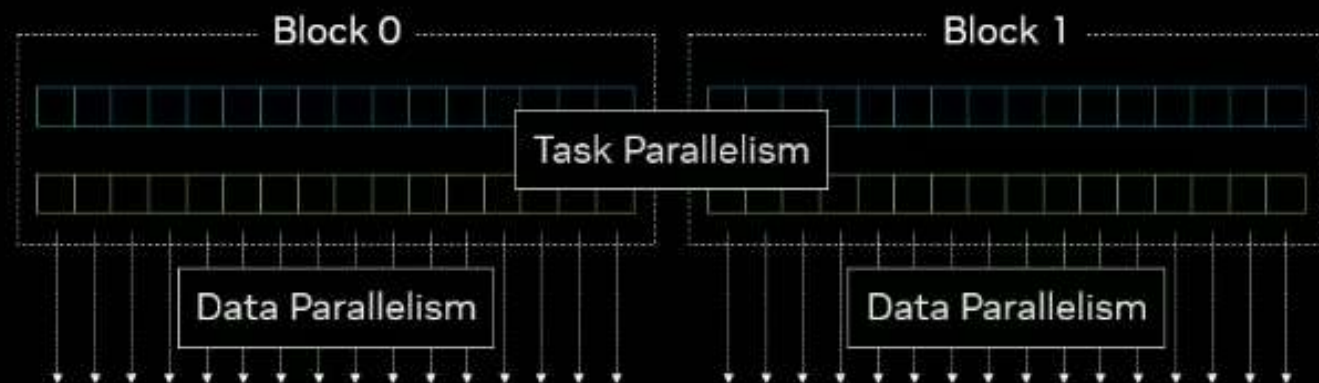 Block 0
Block 1
Task Parallelism
Data Parallelism
Data Parallelism